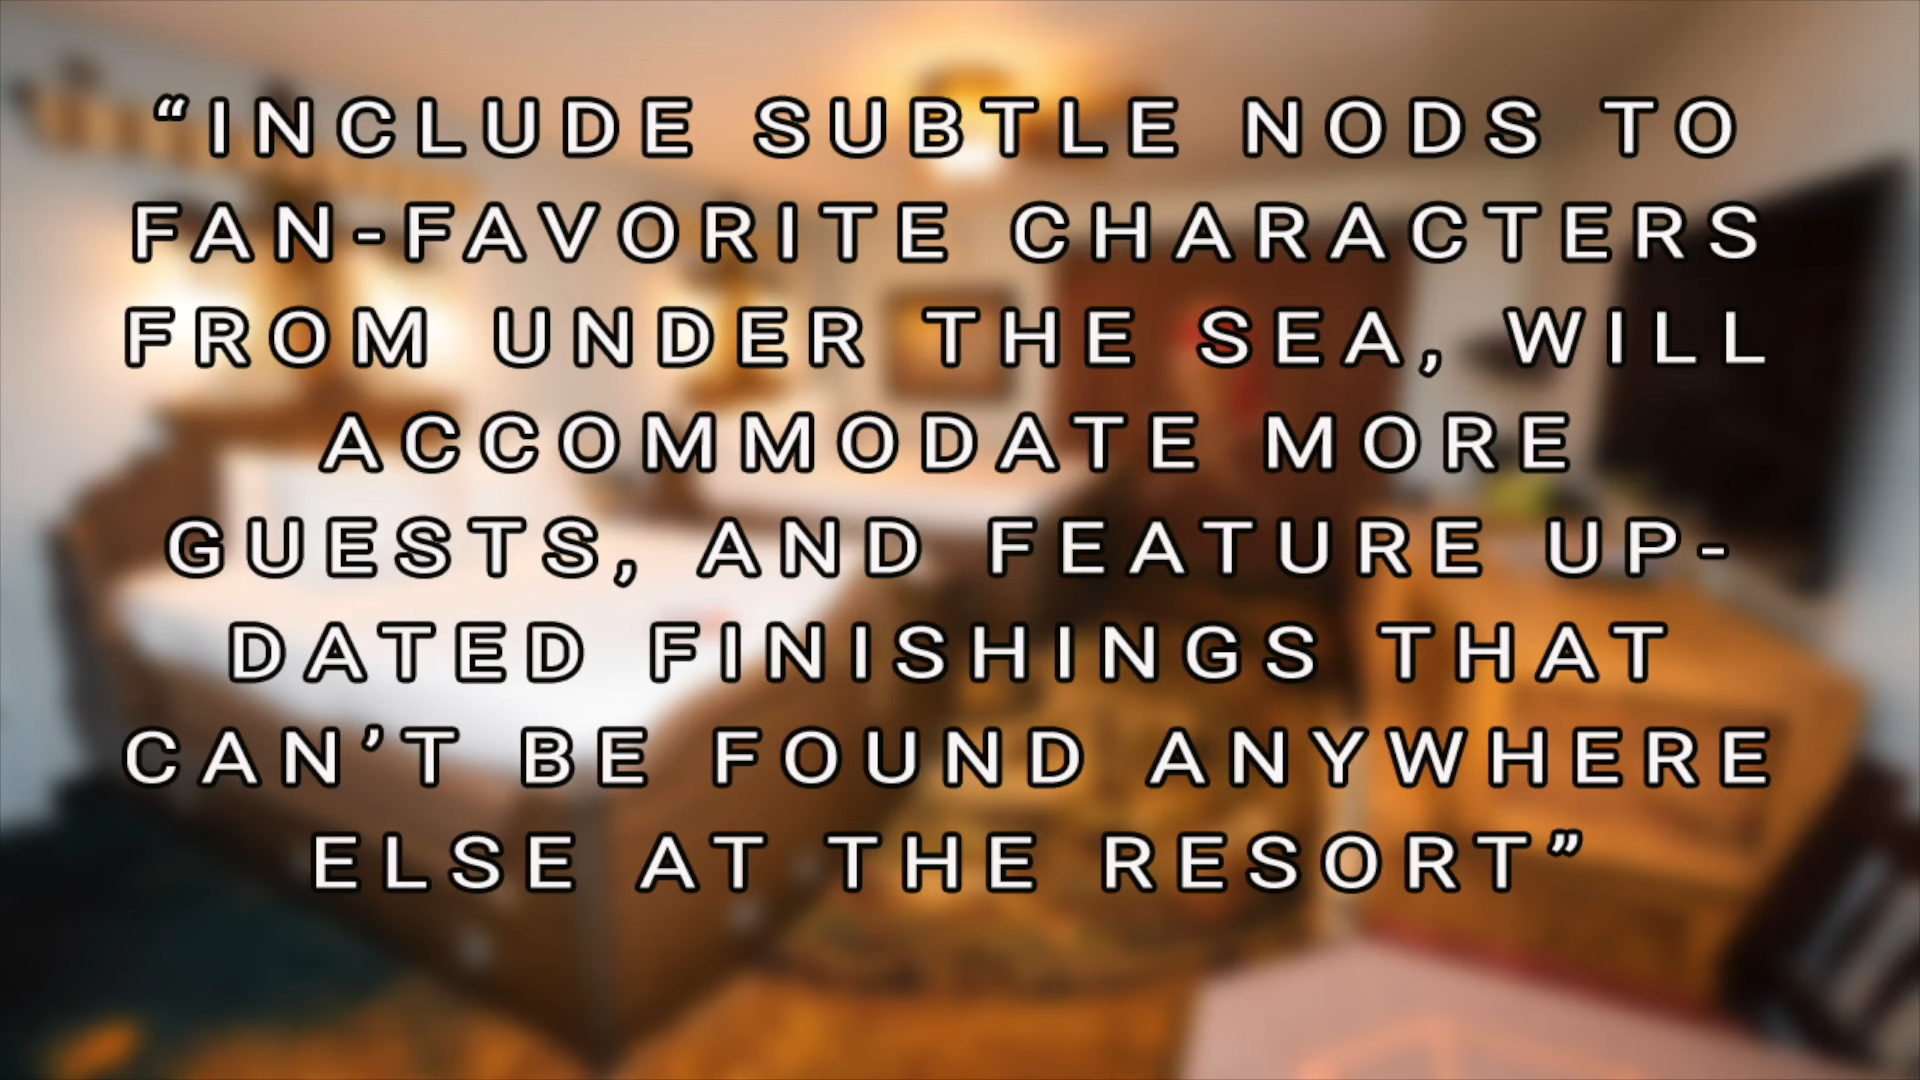 “INCLUDE SUBTLE NODS TO
FAN-FAVORITE CHARACTERS
FROM UNDER THE SEA, WILL
ACCOMMODATE MORE
GUESTS, AND FEATURE UP-
DATED FINISHINGS THAT
CAN’T BE FOUND ANYWHERE
ELSE AT THE RESORT”